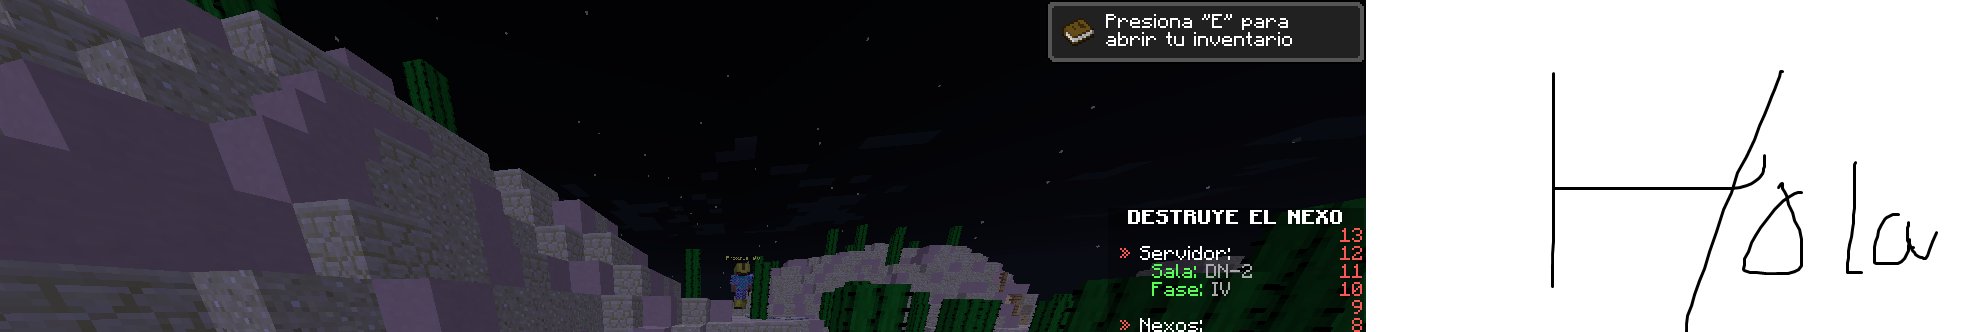 Presiona "E" para
abrir tu inventario
DESTRUYE EL NEXO
13
» Servidor: 12
Sala: DN-2 11
Fase: IV 10
9
» Nexos: 8
Hola